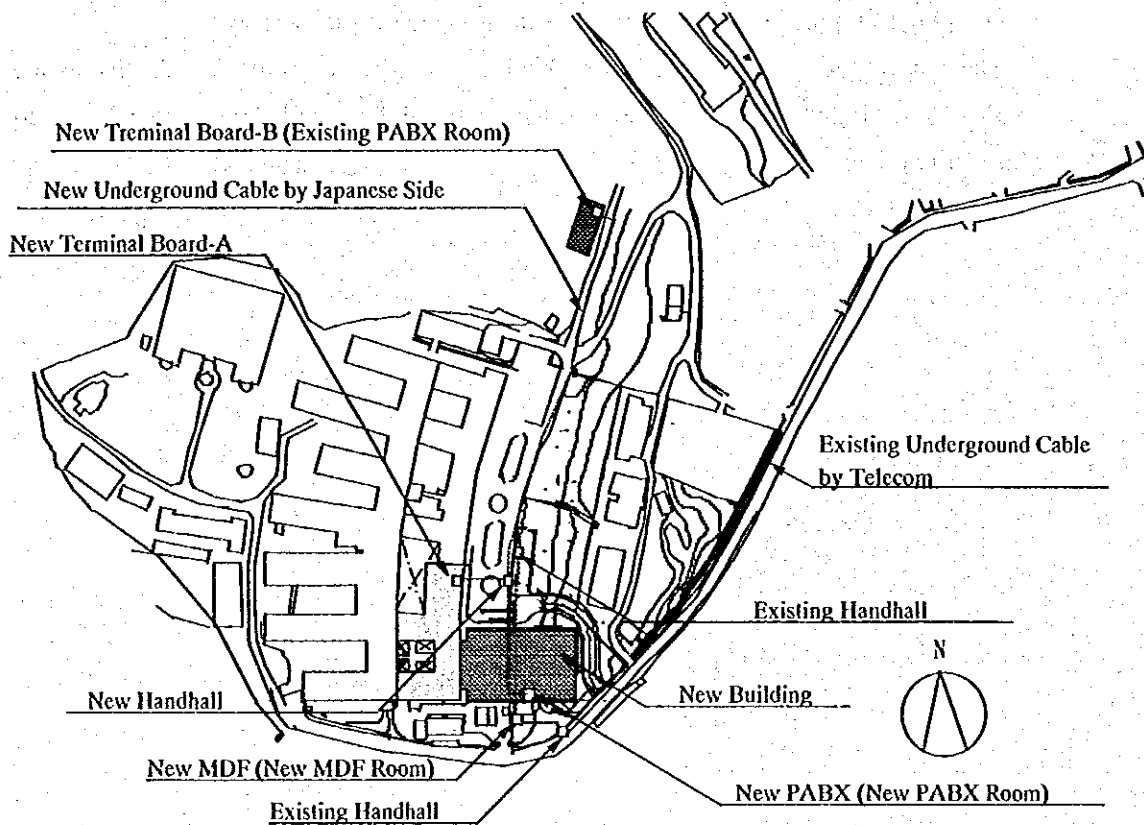 New Treminal Board-B (Existing PABX Room)
New Underground Cable by Japanese Side
New Terminal Board-A
Existing Underground Cable
by Telecom
Existing Handhall
N
New Handhall
New Building
New MDF (New MDF Room)
New PABX (New PABX Room)
Existing Handhall